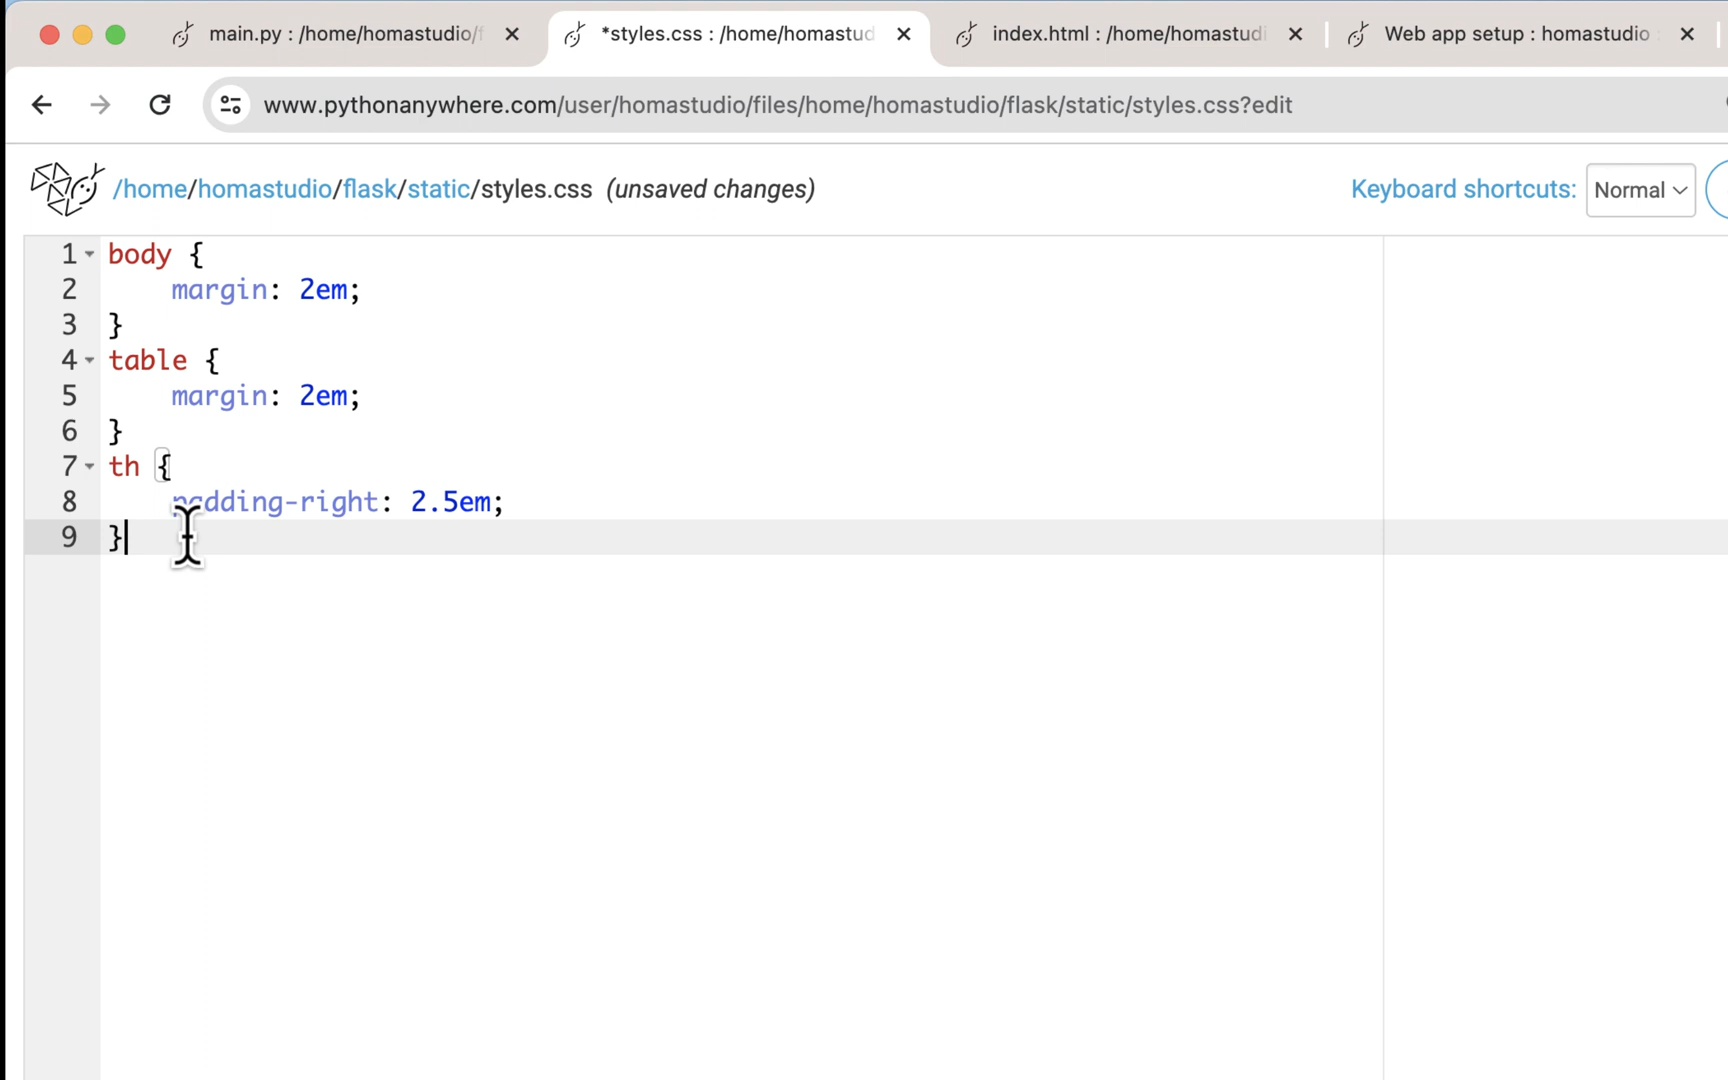 main.py : /home/homastudio/f
*styles.css : /home/homastud
index.html : /home/homastudi
Web app setup : homastudio
www.pythonanywhere.com/user/homastudio/files/home/homastudio/flask/static/styles.css?edit
/home/homastudio/flask/static/styles.css (unsaved changes)
Keyboard shortcuts: Normal
1 body {
2 margin: 2em;
3 }
4 table {
5 margin: 2em;
6 }
7 th {
8 padding-right: 2.5em;
9 }